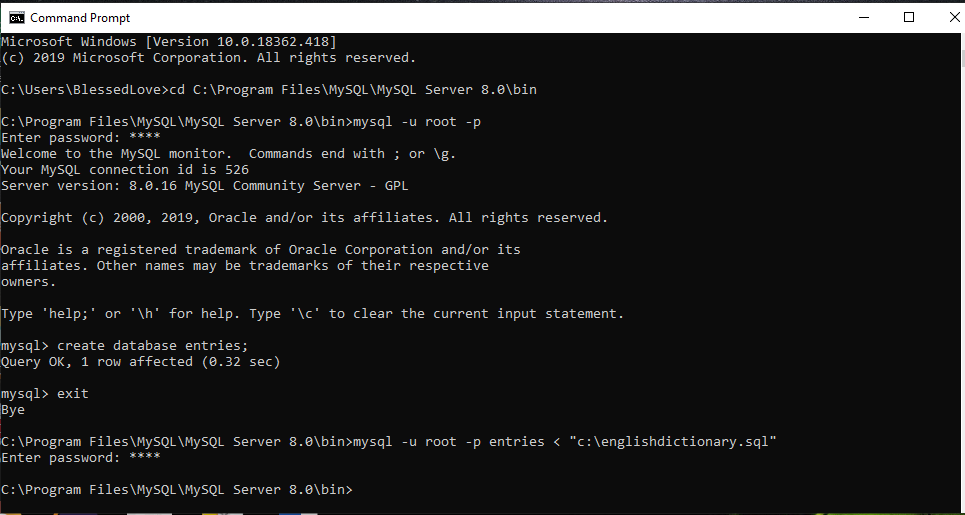 Command Prompt
Microsoft Windows [Version 10.0.18362.418]
(c) 2019 Microsoft Corporation. All rights reserved.
C:\Users\BlessedLove>cd C:\Program Files\MySQL\MySQL Server 8.0\bin
C:\Program Files\MySQL\MySQL Server 8.0\bin>mysql -u root -p
Enter password: ****
Welcome to the MySQL monitor.  Commands end with ; or \g.
Your MySQL connection id is 526
Server version: 8.0.16 MySQL Community Server - GPL
Copyright (c) 2000, 2019, Oracle and/or its affiliates. All rights reserved.
Oracle is a registered trademark of Oracle Corporation and/or its
affiliates. Other names may be trademarks of their respective
owners.
Type 'help;' or '\h' for help. Type '\c' to clear the current input statement.
mysql> create database entries;
Query OK, 1 row affected (0.32 sec)
mysql> exit
Bye
C:\Program Files\MySQL\MySQL Server 8.0\bin>mysql -u root -p entries < "c:\englishdictionary.sql"
Enter password: ****
C:\Program Files\MySQL\MySQL Server 8.0\bin>